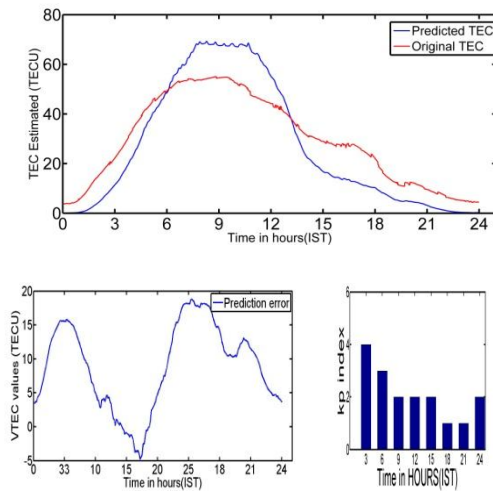 80
60
40
20
0
TEC Estimated (TECU)
Predicted TEC
Original TEC
0 3 6 9 12 15 18 21 24
Time in hours(IST)
20
15
10
5
0
-5
VTEC values (TECU)
Prediction error
0 33 10 15 20 25 10 21 24
Time in hours(IST)
6
4
2
0
kp index
3 6 9 12 15 18 21 24
Time in HOURS(IST)